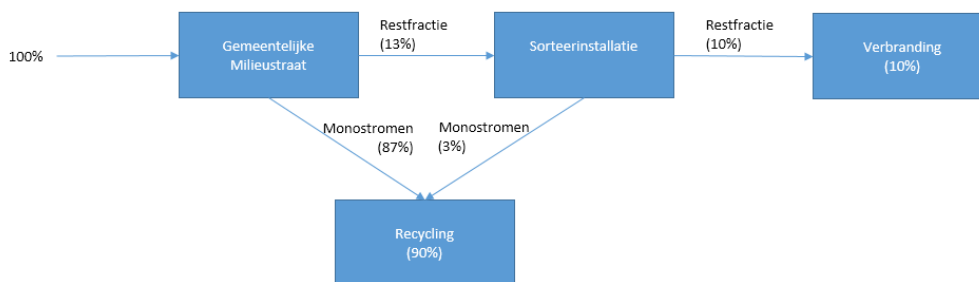 100%
Gemeentelijke
Milieustraat
Restfractie
(13%)
Sorteerinstallatie
Restfractie
(10%)
Verbranding
(10%)
Monostromen
(87%)
Monostromen
(3%)
Recycling
(90%)